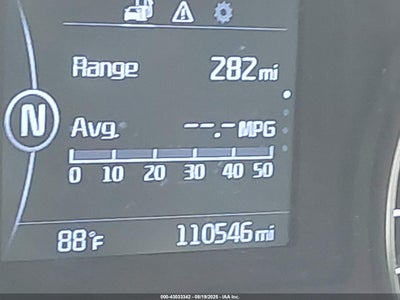 Range 282 mi
N
Avg. --.- MPG
0 10 20 30 40 50
88°F 110546 mi
000-43033342 - 08/19/2025 - IAA Inc.